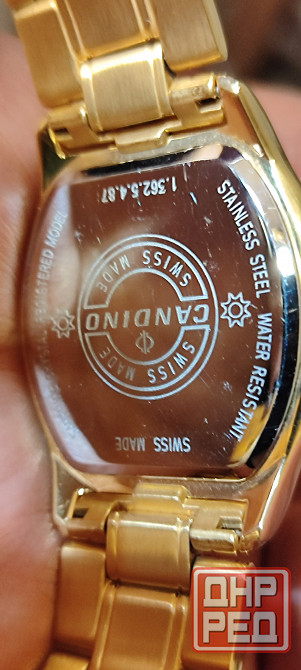 1.362.5.4.87
STAINLESS STEEL WATER RESISTANT
REGISTERED MODEL
SWISS MADE
CANDINO
SWISS MADE
SWISS MADE
ДНР
РЕД